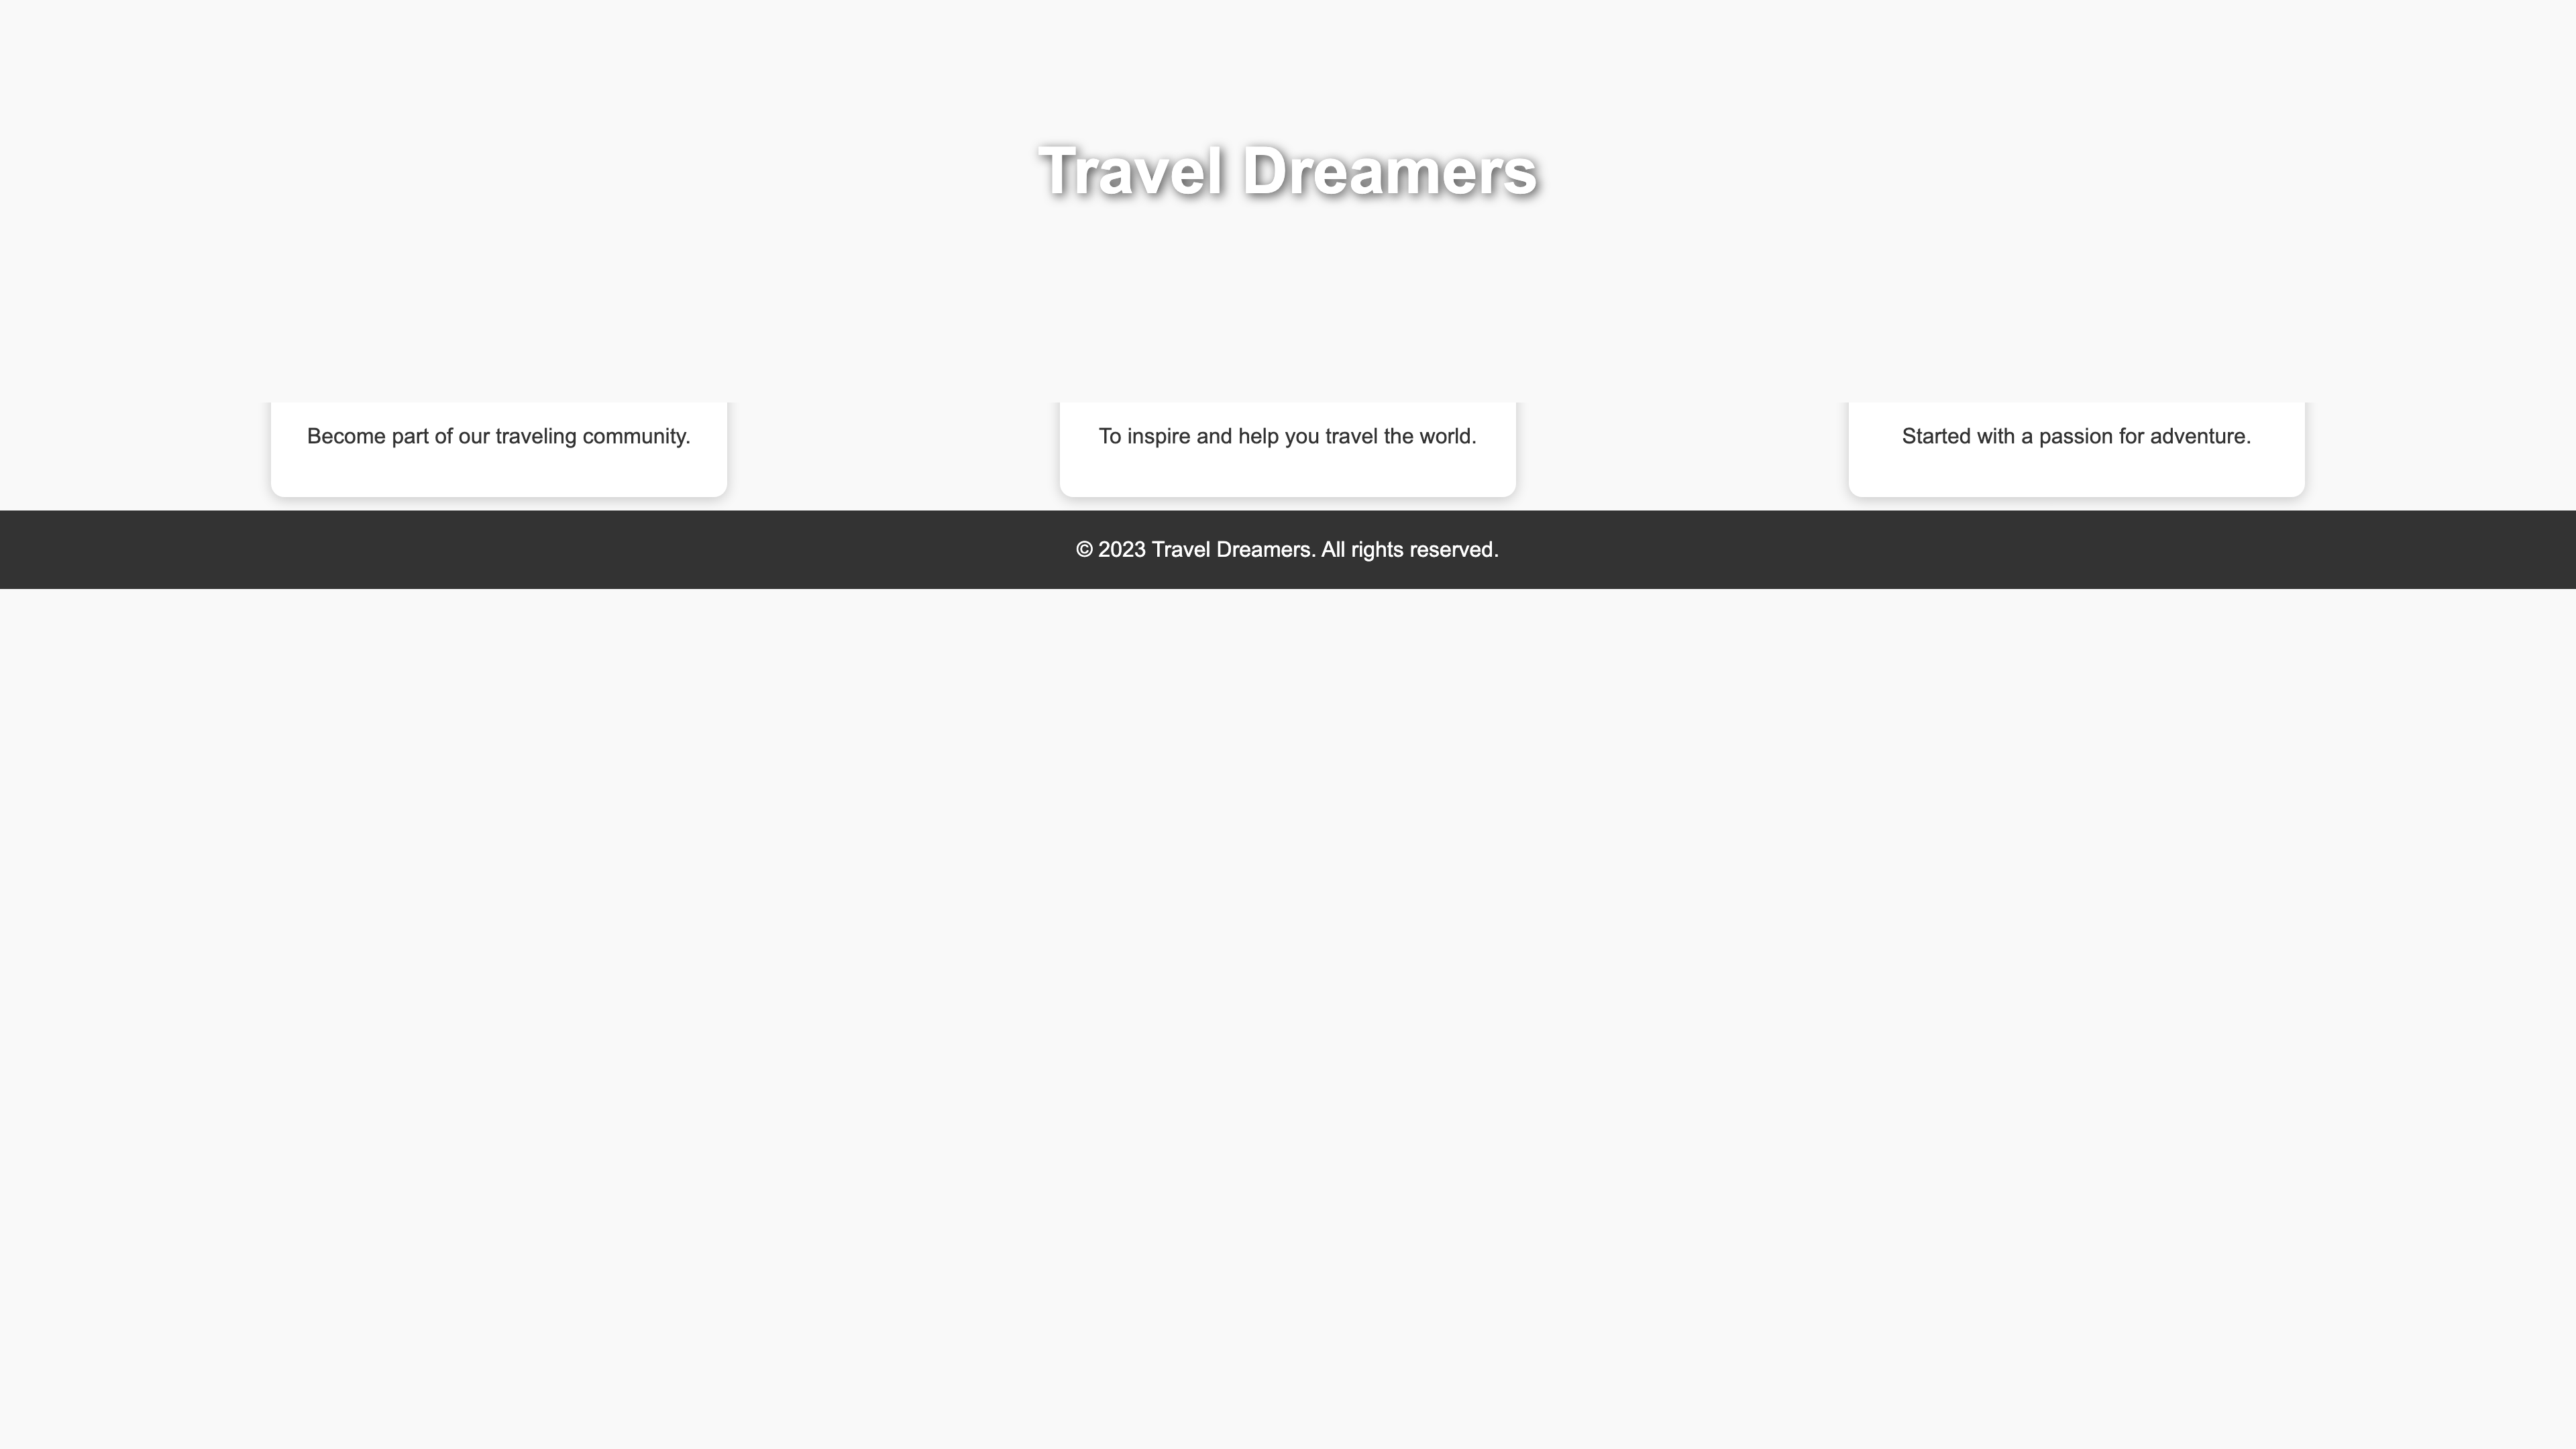 Travel Dreamers
Become part of our traveling community.
To inspire and help you travel the world.
Started with a passion for adventure.
© 2023 Travel Dreamers. All rights reserved.